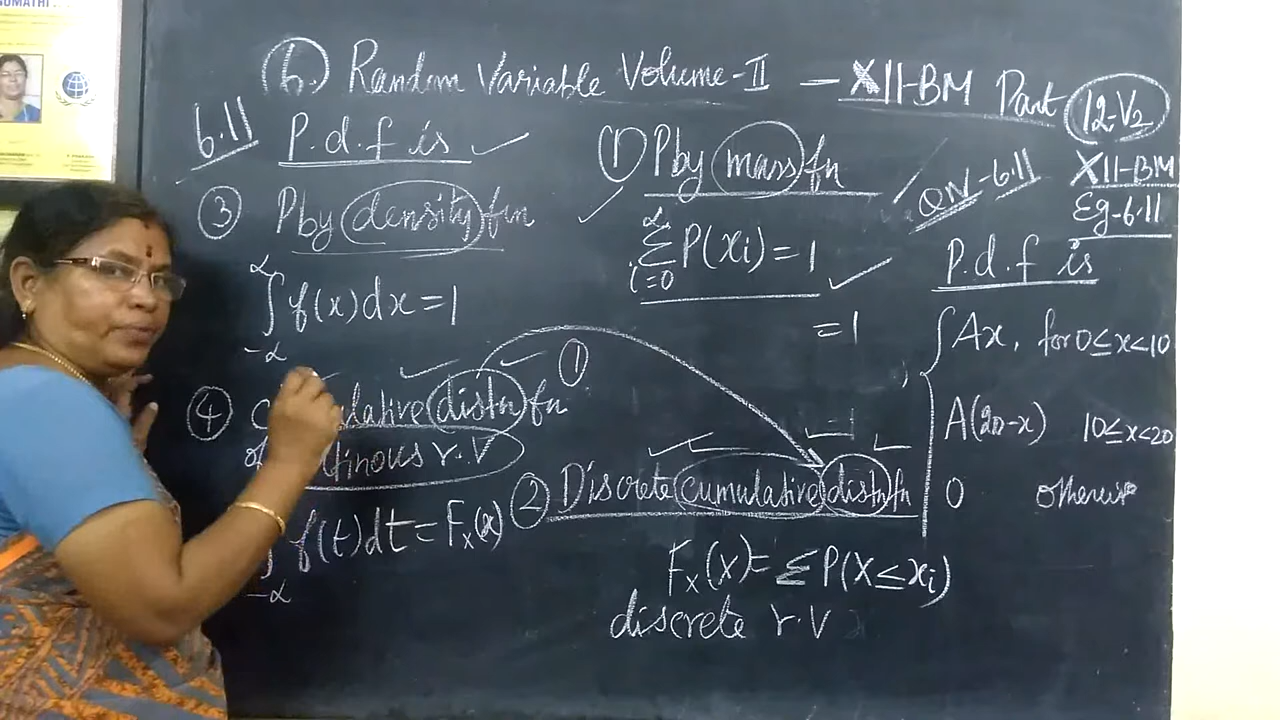 SUMATHI
6. Random Variable Volume-II - XII-BM Part 12-V2
6.11 P.d.f is
③ Pby density fn
∫ f(x)dx = 1
∝
-∝
④ distn fn
r.v
∫ f(t)dt = Fx(x)
-∝
① Pby mass fn
∝
Σ P(xi) = 1
i=0
= 1
①
= 1
② Discrete cumulative distn fn
Fx(x) = Σ P(X ≤ xi)
discrete r.v
QN-6.11
XII-BM
Eg-6.11
P.d.f is
{ Ax, for 0≤x<10
A(20-x) 10≤x<20
0